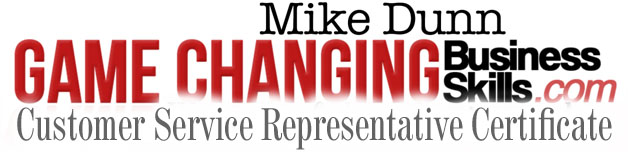 Mike Dunn
GAME CHANGING Business Skills.com
Customer Service Representative Certificate